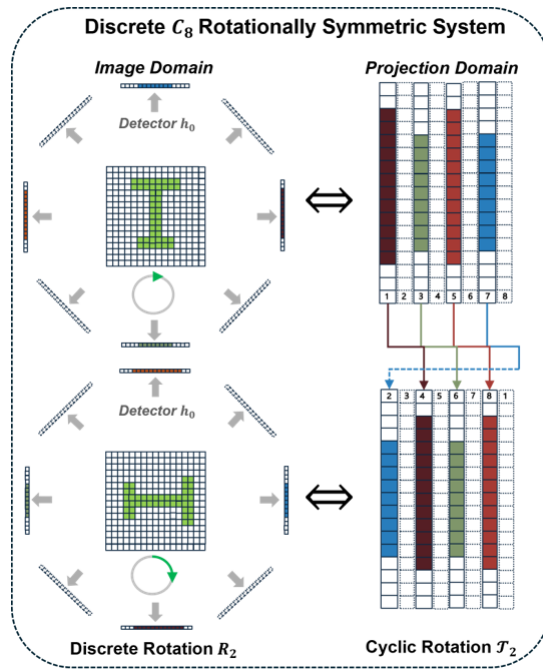 Discrete C₈ Rotationally Symmetric System
Image Domain
Projection Domain
Detector h₀
1 2 3 4 5 6 7 8
Detector h₀
2 3 4 5 6 7 8 1
Discrete Rotation R₂
Cyclic Rotation 𝒯₂